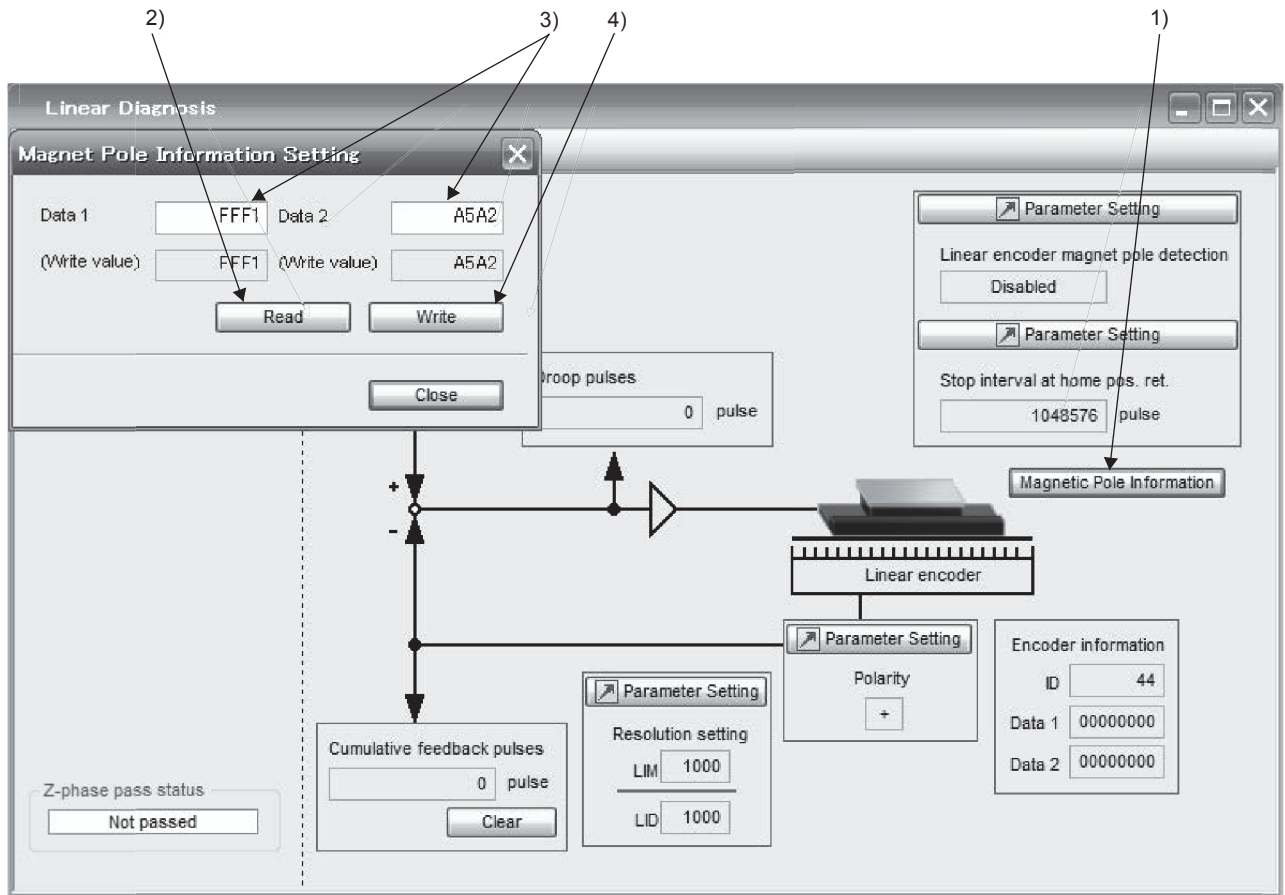 2)
3)
4)
1)
Linear Diagnosis
Magnet Pole Information Setting
Data 1 FFF1 Data 2 A5A2
(Write value) FFF1 (Write value) A5A2
Read Write
Close
Parameter Setting
Linear encoder magnet pole detection
Disabled
Parameter Setting
Stop interval at home pos. ret.
1048576 pulse
Magnetic Pole Information
Droop pulses
0 pulse
+
-
Linear encoder
Parameter Setting
Polarity
+
Encoder information
ID 44
Data 1 00000000
Data 2 00000000
Parameter Setting
Resolution setting
LIM 1000
LID 1000
Cumulative feedback pulses
0 pulse
Clear
Z-phase pass status
Not passed